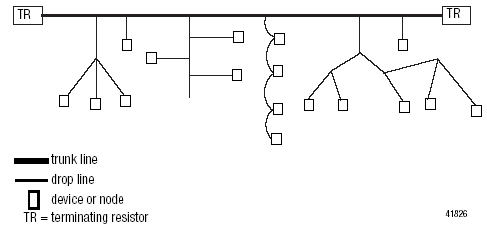 TR
TR
trunk line
drop line
device or node
TR = terminating resistor
41826